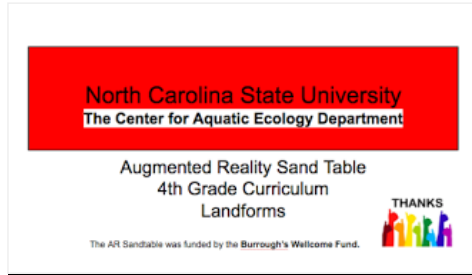 North Carolina State University
The Center for Aquatic Ecology Department
Augmented Reality Sand Table
4th Grade Curriculum
Landforms
THANKS
The AR Sandtable was funded by the Burrough's Wellcome Fund.